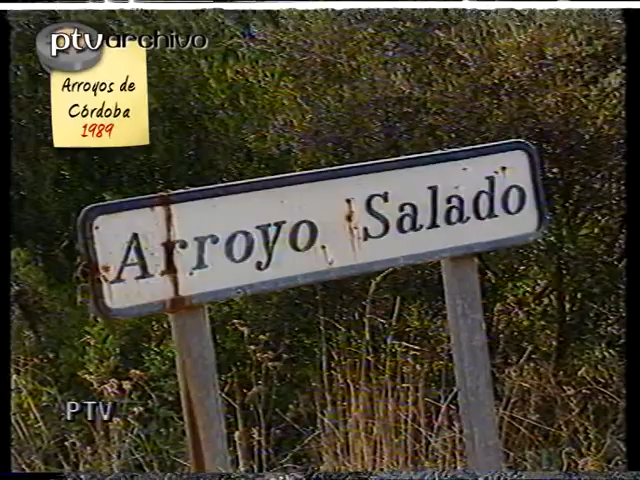 ptvarchivo
Arroyos de
Córdoba
1989
Arroyo Salado
PTV